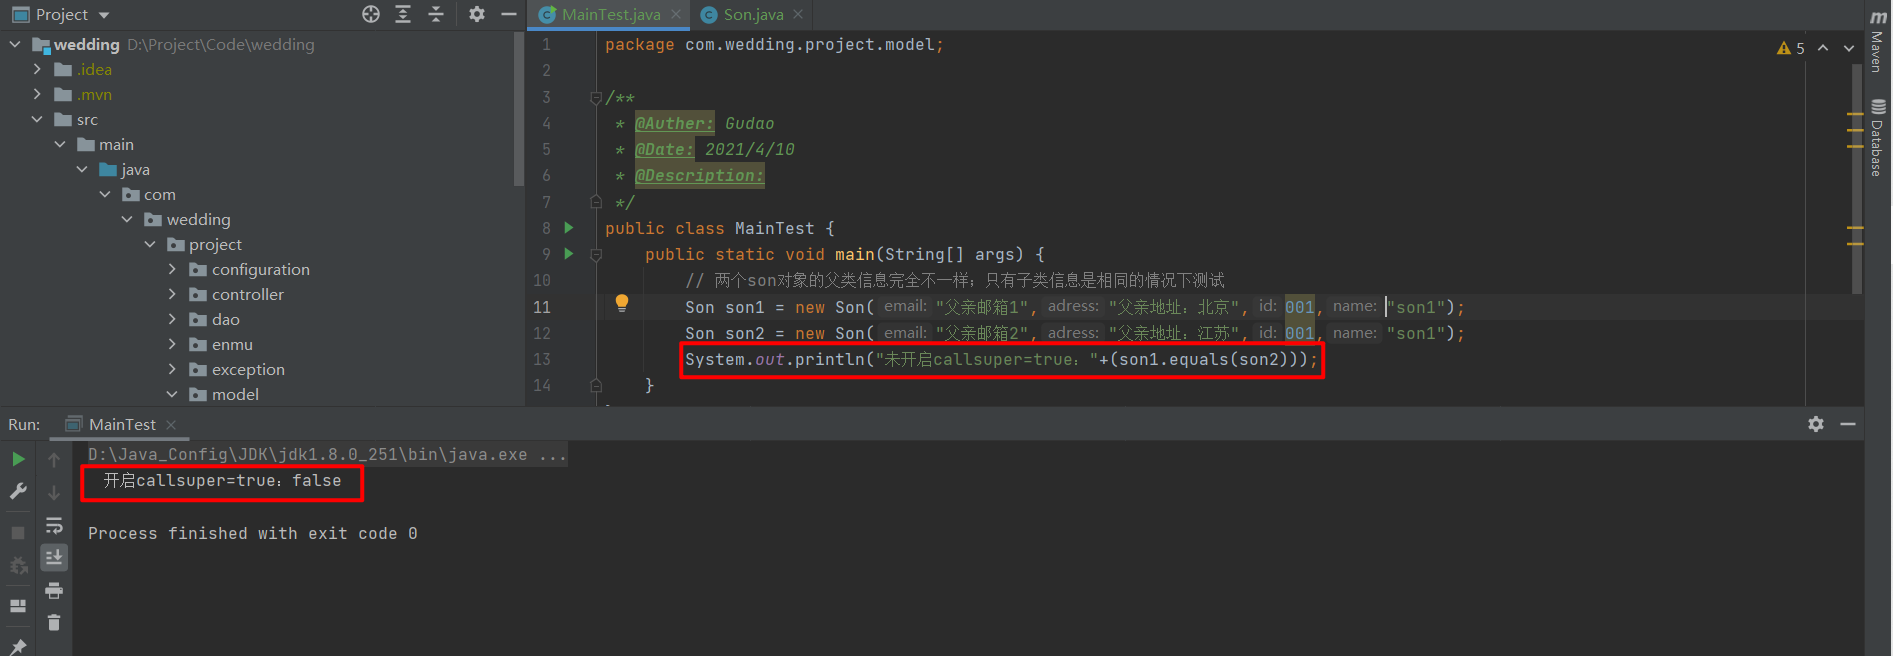 Project
wedding D:\Project\Code\wedding
.idea
.mvn
src
main
java
com
wedding
project
configuration
controller
dao
enmu
exception
model
MainTest.java
Son.java
5
1 package com.wedding.project.model;
2
3 /**
4 * @Auther: Gudao
5 * @Date: 2021/4/10
6 * @Description:
7 */
8 public class MainTest {
9 public static void main(String[] args) {
10 // 两个son对象的父类信息完全不一样；只有子类信息是相同的情况下测试
11 Son son1 = new Son( email: "父亲邮箱1", adress: "父亲地址：北京", id: 001, name: "son1");
12 Son son2 = new Son( email: "父亲邮箱2", adress: "父亲地址：江苏", id: 001, name: "son1");
13 System.out.println("未开启callsuper=true："+(son1.equals(son2)));
14 }
Maven
Database
Run: MainTest
D:\Java_Config\JDK\jdk1.8.0_251\bin\java.exe ...
开启callsuper=true：false
Process finished with exit code 0